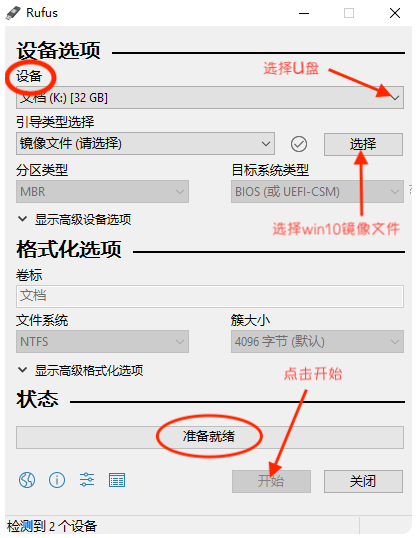 Rufus
设备选项
设备
选择U盘
文档 (K:) [32 GB]
引导类型选择
镜像文件 (请选择)
选择
分区类型
目标系统类型
MBR
BIOS (或 UEFI-CSM)
?
显示高级设备选项
选择win10镜像文件
格式化选项
卷标
文档
文件系统
簇大小
NTFS
4096 字节 (默认)
显示高级格式化选项
点击开始
状态
准备就绪
开始
关闭
检测到 2 个设备